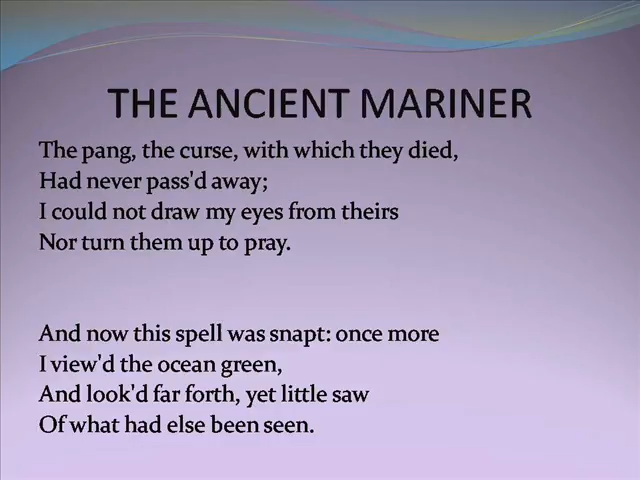 THE ANCIENT MARINER
The pang, the curse, with which they died,
Had never pass'd away;
I could not draw my eyes from theirs
Nor turn them up to pray.
And now this spell was snapt: once more
I view'd the ocean green,
And look'd far forth, yet little saw
Of what had else been seen.